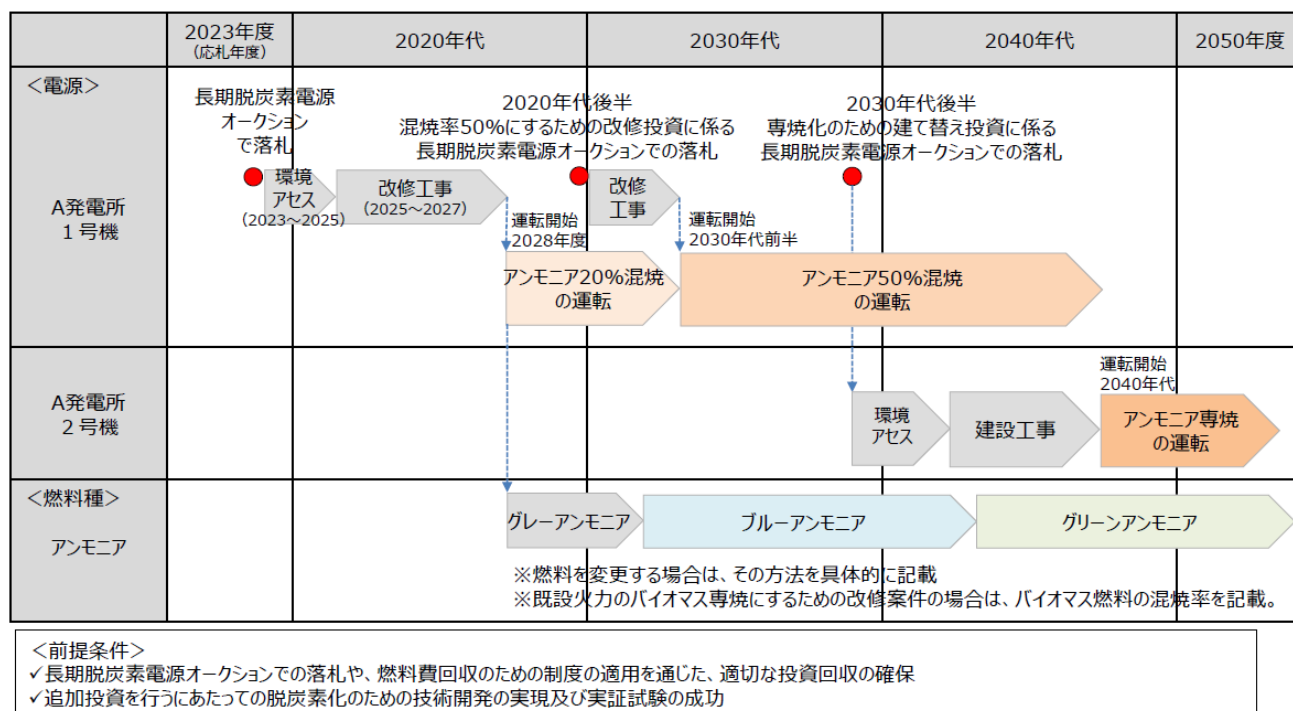 2023年度
(応札年度)
2020年代
2030年代
2040年代
2050年度
＜電源＞
A発電所
１号機
長期脱炭素電源
オークション
で落札
2020年代後半
混焼率50%にするための改修投資に係る
長期脱炭素電源オークションでの落札
2030年代後半
専焼化のための建て替え投資に係る
長期脱炭素電源オークションでの落札
環境
アセス
(2023～2025)
改修工事
(2025～2027)
改修
工事
運転開始
2028年度
運転開始
2030年代前半
アンモニア20%混焼
の運転
アンモニア50%混焼
の運転
A発電所
２号機
環境
アセス
建設工事
運転開始
2040年代
アンモニア専焼
の運転
＜燃料種＞
アンモニア
グレーアンモニア
ブルーアンモニア
グリーンアンモニア
※燃料を変更する場合は、その方法を具体的に記載
※既設火力のバイオマス専焼にするための改修案件の場合は、バイオマス燃料の混焼率を記載。
＜前提条件＞
✓長期脱炭素電源オークションでの落札や、燃料費回収のための制度の適用を通じた、適切な投資回収の確保
✓追加投資を行うにあたっての脱炭素化のための技術開発の実現及び実証試験の成功